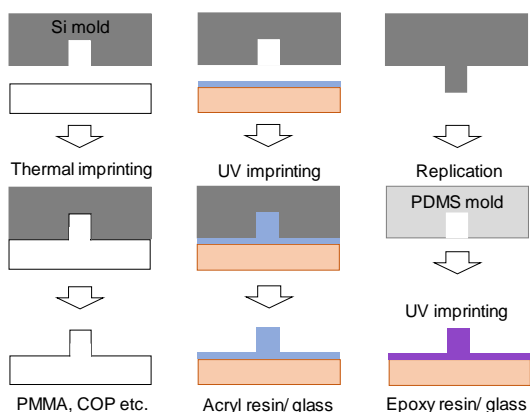 Si mold
Thermal imprinting
UV imprinting
Replication
PDMS mold
UV imprinting
PMMA, COP etc.
Acryl resin/ glass
Epoxy resin/ glass